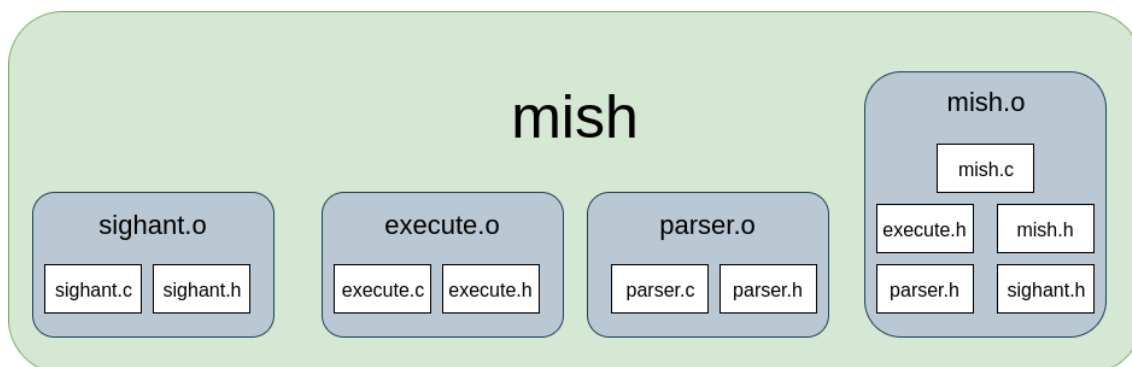 mish
sighant.o
sighant.c sighant.h
execute.o
execute.c execute.h
parser.o
parser.c parser.h
mish.o
mish.c
execute.h mish.h
parser.h sighant.h